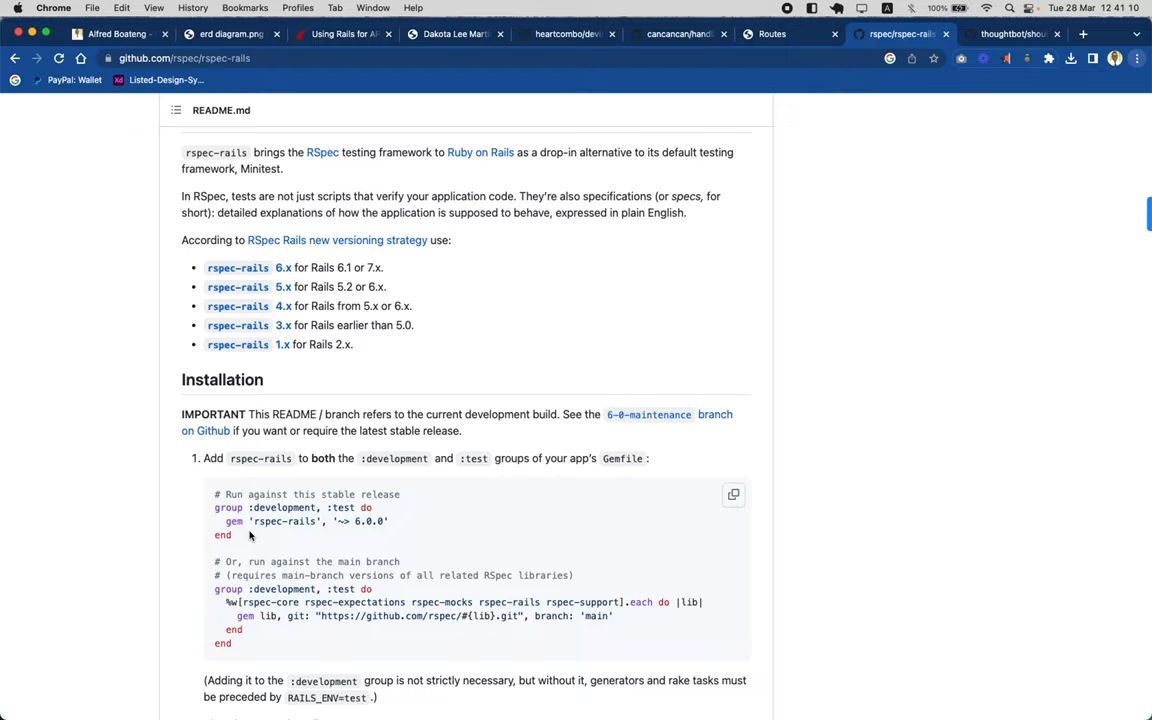 Chrome File Edit View History Bookmarks Profiles Tab Window Help 100% Tue 28 Mar 12 41 10
Alfred Boateng - erd diagram.png Using Rails for AP Dakota Lee Marti heartcombo/devi cancancan/handl Routes rspec/rspec-rails thoughtbot/shou
github.com/rspec/rspec-rails
PayPal: Wallet Listed-Design-Sy...
README.md
rspec-rails brings the RSpec testing framework to Ruby on Rails as a drop-in alternative to its default testing
framework, Minitest.
In RSpec, tests are not just scripts that verify your application code. They're also specifications (or specs, for
short): detailed explanations of how the application is supposed to behave, expressed in plain English.
According to RSpec Rails new versioning strategy use:
• rspec-rails 6.x for Rails 6.1 or 7.x.
• rspec-rails 5.x for Rails 5.2 or 6.x.
• rspec-rails 4.x for Rails from 5.x or 6.x.
• rspec-rails 3.x for Rails earlier than 5.0.
• rspec-rails 1.x for Rails 2.x.
Installation
IMPORTANT This README / branch refers to the current development build. See the 6-0-maintenance branch
on Github if you want or require the latest stable release.
1. Add rspec-rails to both the :development and :test groups of your app's Gemfile:
# Run against this stable release
group :development, :test do
gem 'rspec-rails', '~> 6.0.0'
end
# Or, run against the main branch
# (requires main-branch versions of all related RSpec libraries)
group :development, :test do
%w[rspec-core rspec-expectations rspec-mocks rspec-rails rspec-support].each do |lib|
gem lib, git: "https://github.com/rspec/#{lib}.git", branch: 'main'
end
end
(Adding it to the :development group is not strictly necessary, but without it, generators and rake tasks must
be preceded by RAILS_ENV=test .)